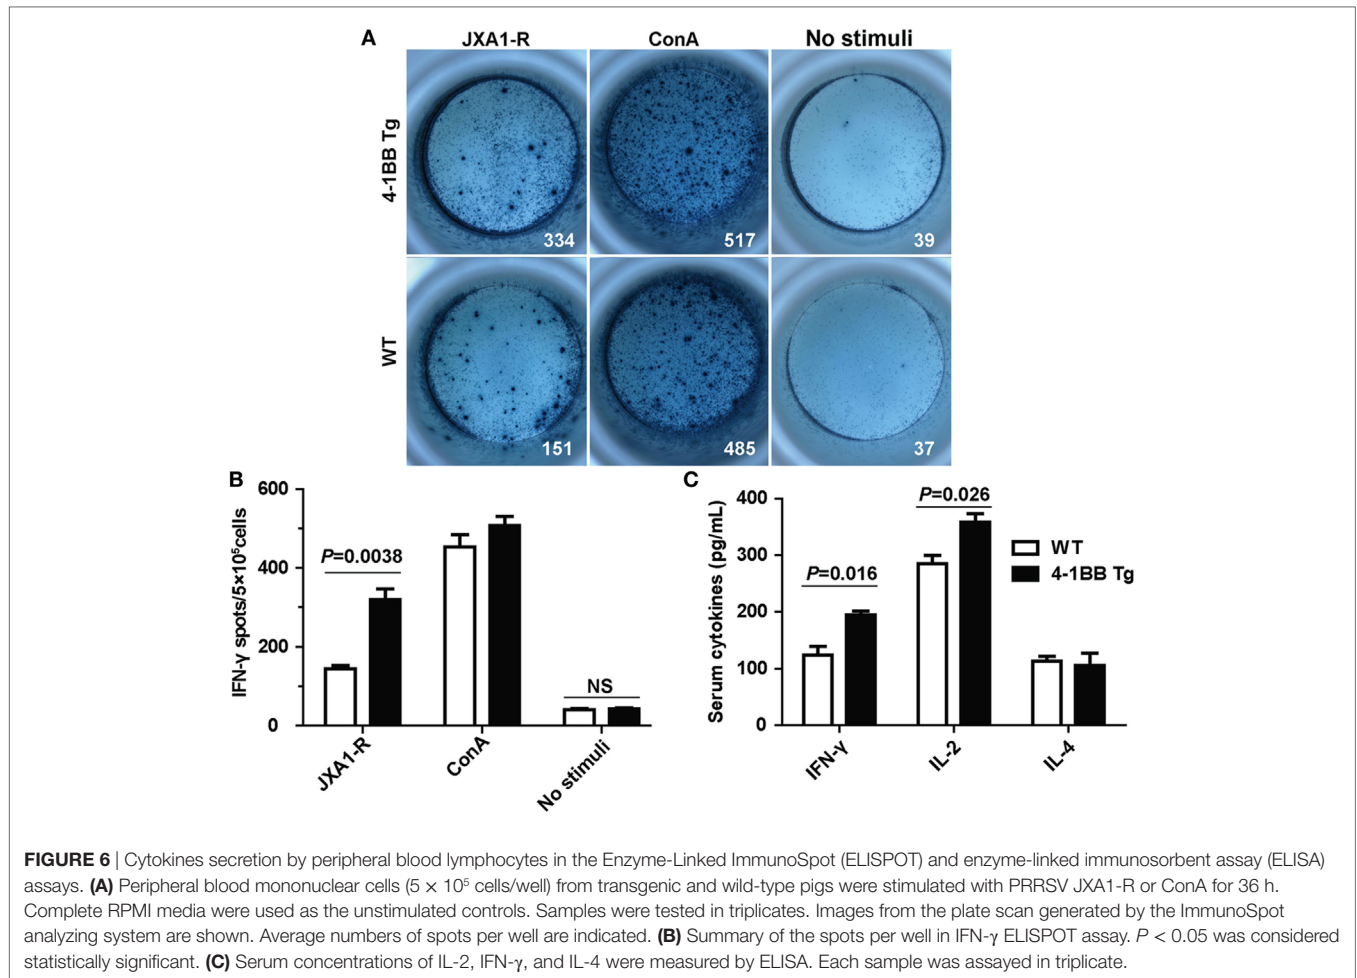 A
JXA1-R
ConA
No stimuli
4-1BB Tg
334
517
39
WT
151
485
37
B
IFN-γ spots/5×10⁵cells
600
400
200
0
P=0.0038
NS
JXA1-R
ConA
No stimuli
C
Serum cytokines (pg/mL)
400
300
200
100
0
P=0.016
P=0.026
WT
4-1BB Tg
IFN-γ
IL-2
IL-4
FIGURE 6 | Cytokines secretion by peripheral blood lymphocytes in the Enzyme-Linked ImmunoSpot (ELISPOT) and enzyme-linked immunosorbent assay (ELISA)
assays. (A) Peripheral blood mononuclear cells (5 × 10⁵ cells/well) from transgenic and wild-type pigs were stimulated with PRRSV JXA1-R or ConA for 36 h.
Complete RPMI media were used as the unstimulated controls. Samples were tested in triplicates. Images from the plate scan generated by the ImmunoSpot
analyzing system are shown. Average numbers of spots per well are indicated. (B) Summary of the spots per well in IFN-γ ELISPOT assay. P < 0.05 was considered
statistically significant. (C) Serum concentrations of IL-2, IFN-γ, and IL-4 were measured by ELISA. Each sample was assayed in triplicate.